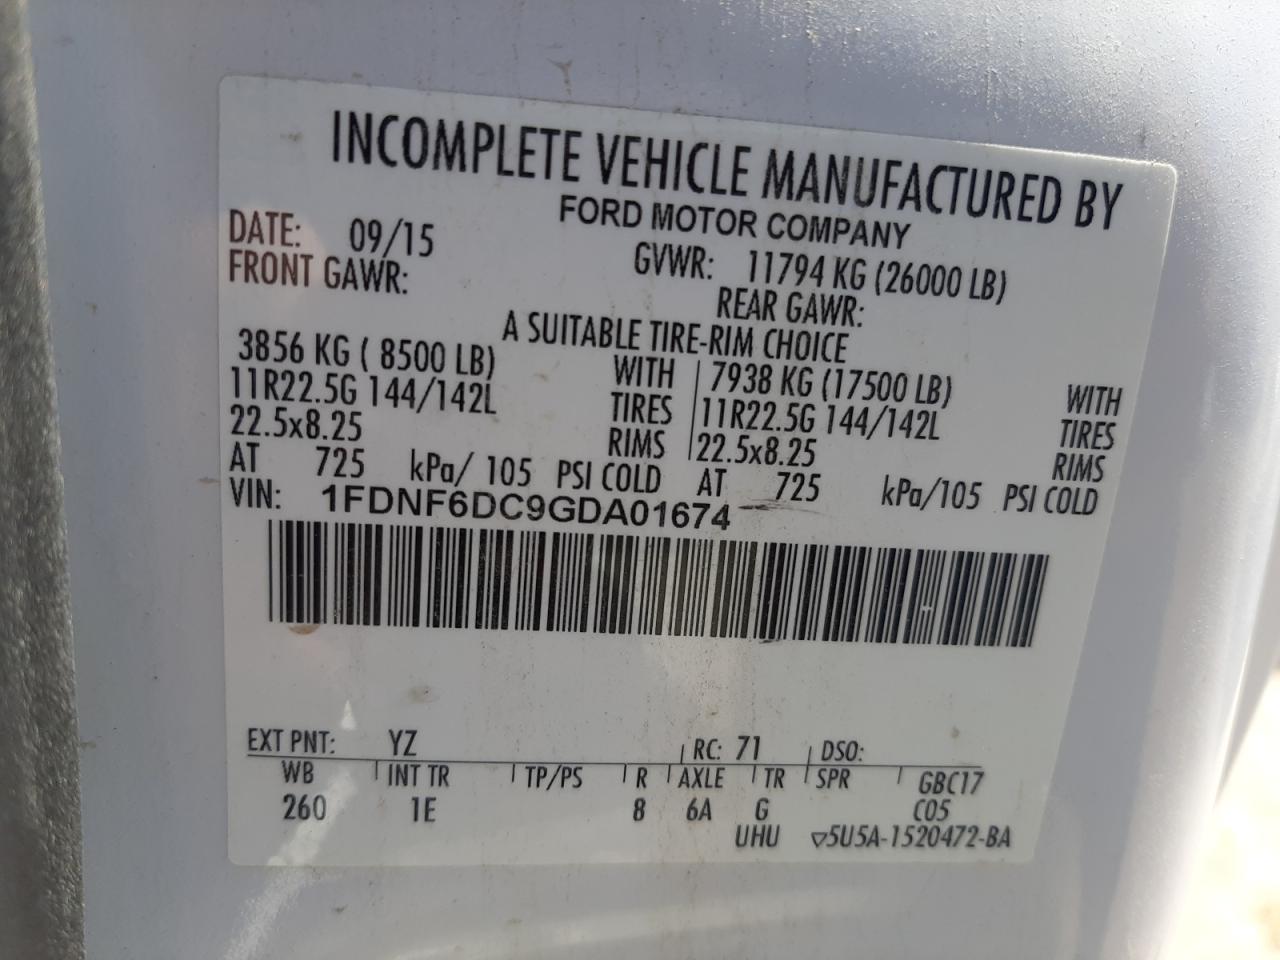 INCOMPLETE VEHICLE MANUFACTURED BY
FORD MOTOR COMPANY
DATE: 09/15 GVWR: 11794 KG (26000 LB)
FRONT GAWR: REAR GAWR:
A SUITABLE TIRE-RIM CHOICE
3856 KG ( 8500 LB) WITH 7938 KG (17500 LB) WITH
11R22.5G 144/142L TIRES 11R22.5G 144/142L TIRES
22.5x8.25 RIMS 22.5x8.25 RIMS
AT 725 kPa/ 105 PSI COLD AT 725 kPa/105 PSI COLD
VIN: 1FDNF6DC9GDA01674
EXT PNT: YZ RC: 71 DSO:
WB INT TR TP/PS R AXLE TR SPR GBC17
260 1E 8 6A G C05
UHU ▽5U5A-1520472-BA